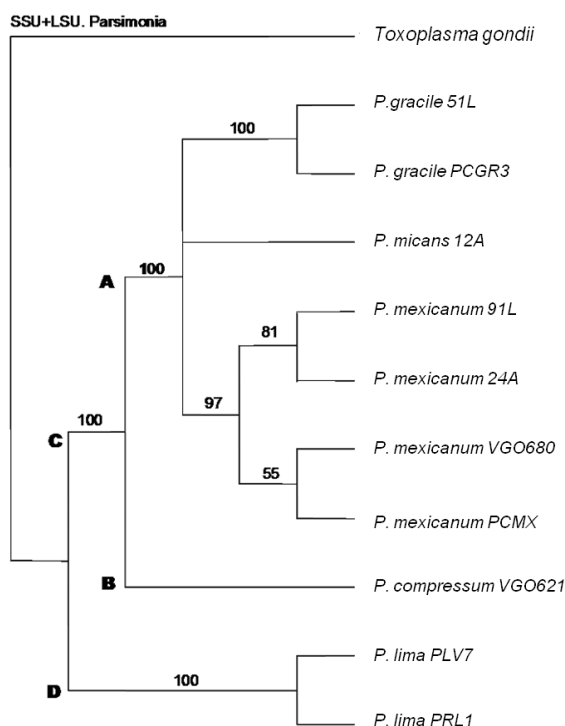 SSU+LSU. Parsimonia
Toxoplasma gondii
P.gracile 51L
100
P. gracile PCGR3
P. micans 12A
A
100
P. mexicanum 91L
81
P. mexicanum 24A
97
100
C
P. mexicanum VGO680
55
P. mexicanum PCMX
B
P. compressum VGO621
P. lima PLV7
D
100
P. lima PRL1